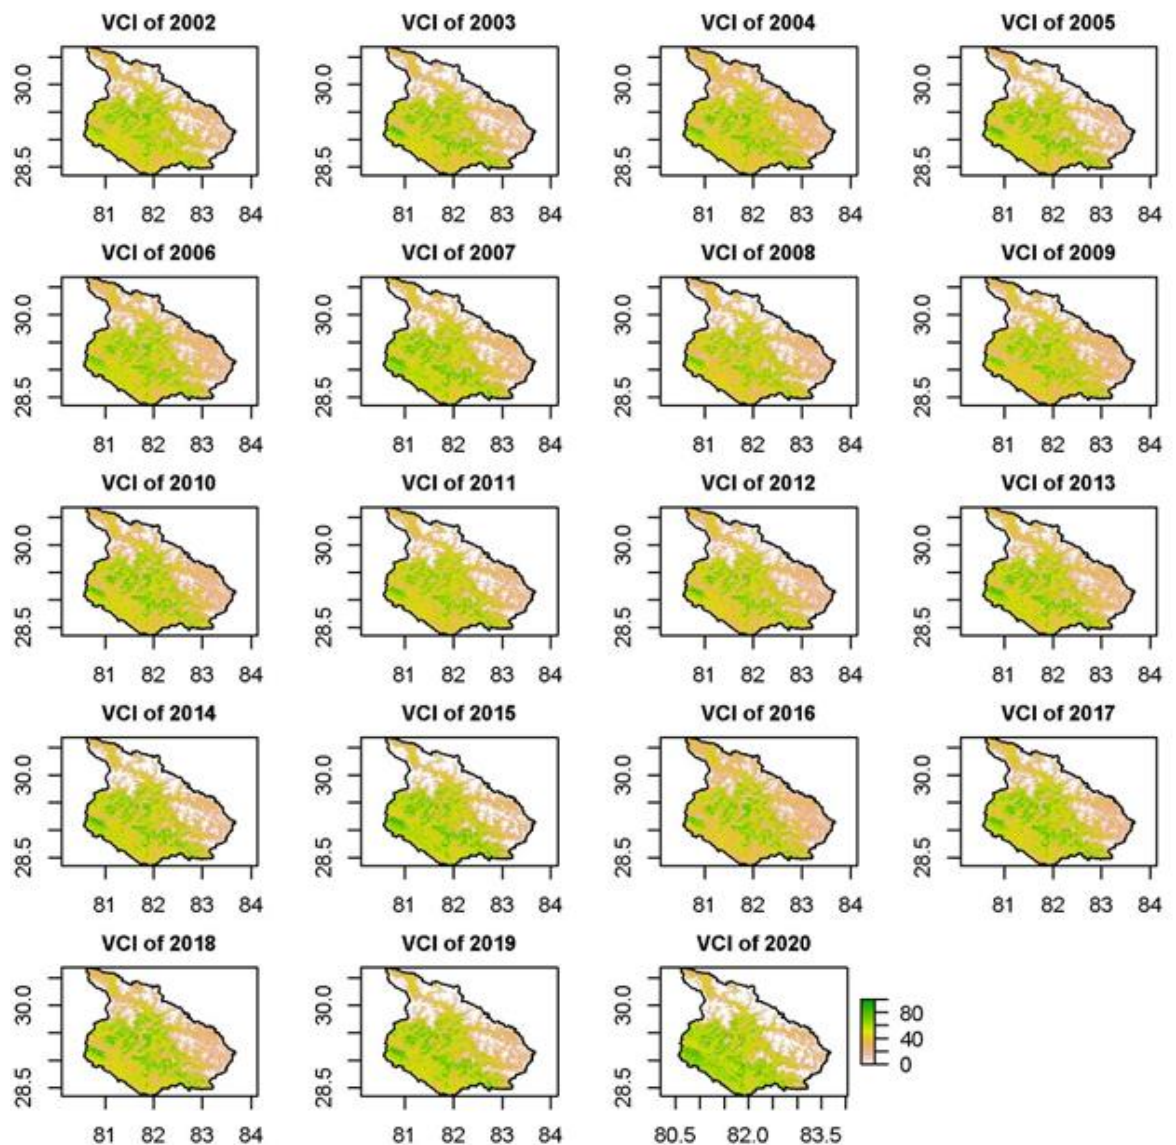 VCI of 2002 VCI of 2003 VCI of 2004 VCI of 2005
30.0 30.0 30.0 30.0
28.5 28.5 28.5 28.5
81 82 83 84 81 82 83 84 81 82 83 84 81 82 83 84
VCI of 2006 VCI of 2007 VCI of 2008 VCI of 2009
30.0 30.0 30.0 30.0
28.5 28.5 28.5 28.5
81 82 83 84 81 82 83 84 81 82 83 84 81 82 83 84
VCI of 2010 VCI of 2011 VCI of 2012 VCI of 2013
30.0 30.0 30.0 30.0
28.5 28.5 28.5 28.5
81 82 83 84 81 82 83 84 81 82 83 84 81 82 83 84
VCI of 2014 VCI of 2015 VCI of 2016 VCI of 2017
30.0 30.0 30.0 30.0
28.5 28.5 28.5 28.5
81 82 83 84 81 82 83 84 81 82 83 84 81 82 83 84
VCI of 2018 VCI of 2019 VCI of 2020
30.0 30.0 30.0 80
40
28.5 28.5 28.5 0
81 82 83 84 81 82 83 84 80.5 82.0 83.5